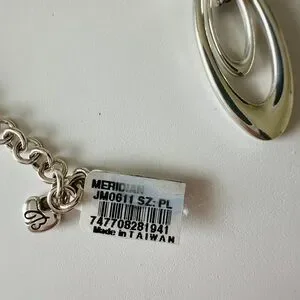 MERIDIAN
JM0611 SZ: PL
747708281941
Made in TAIWAN